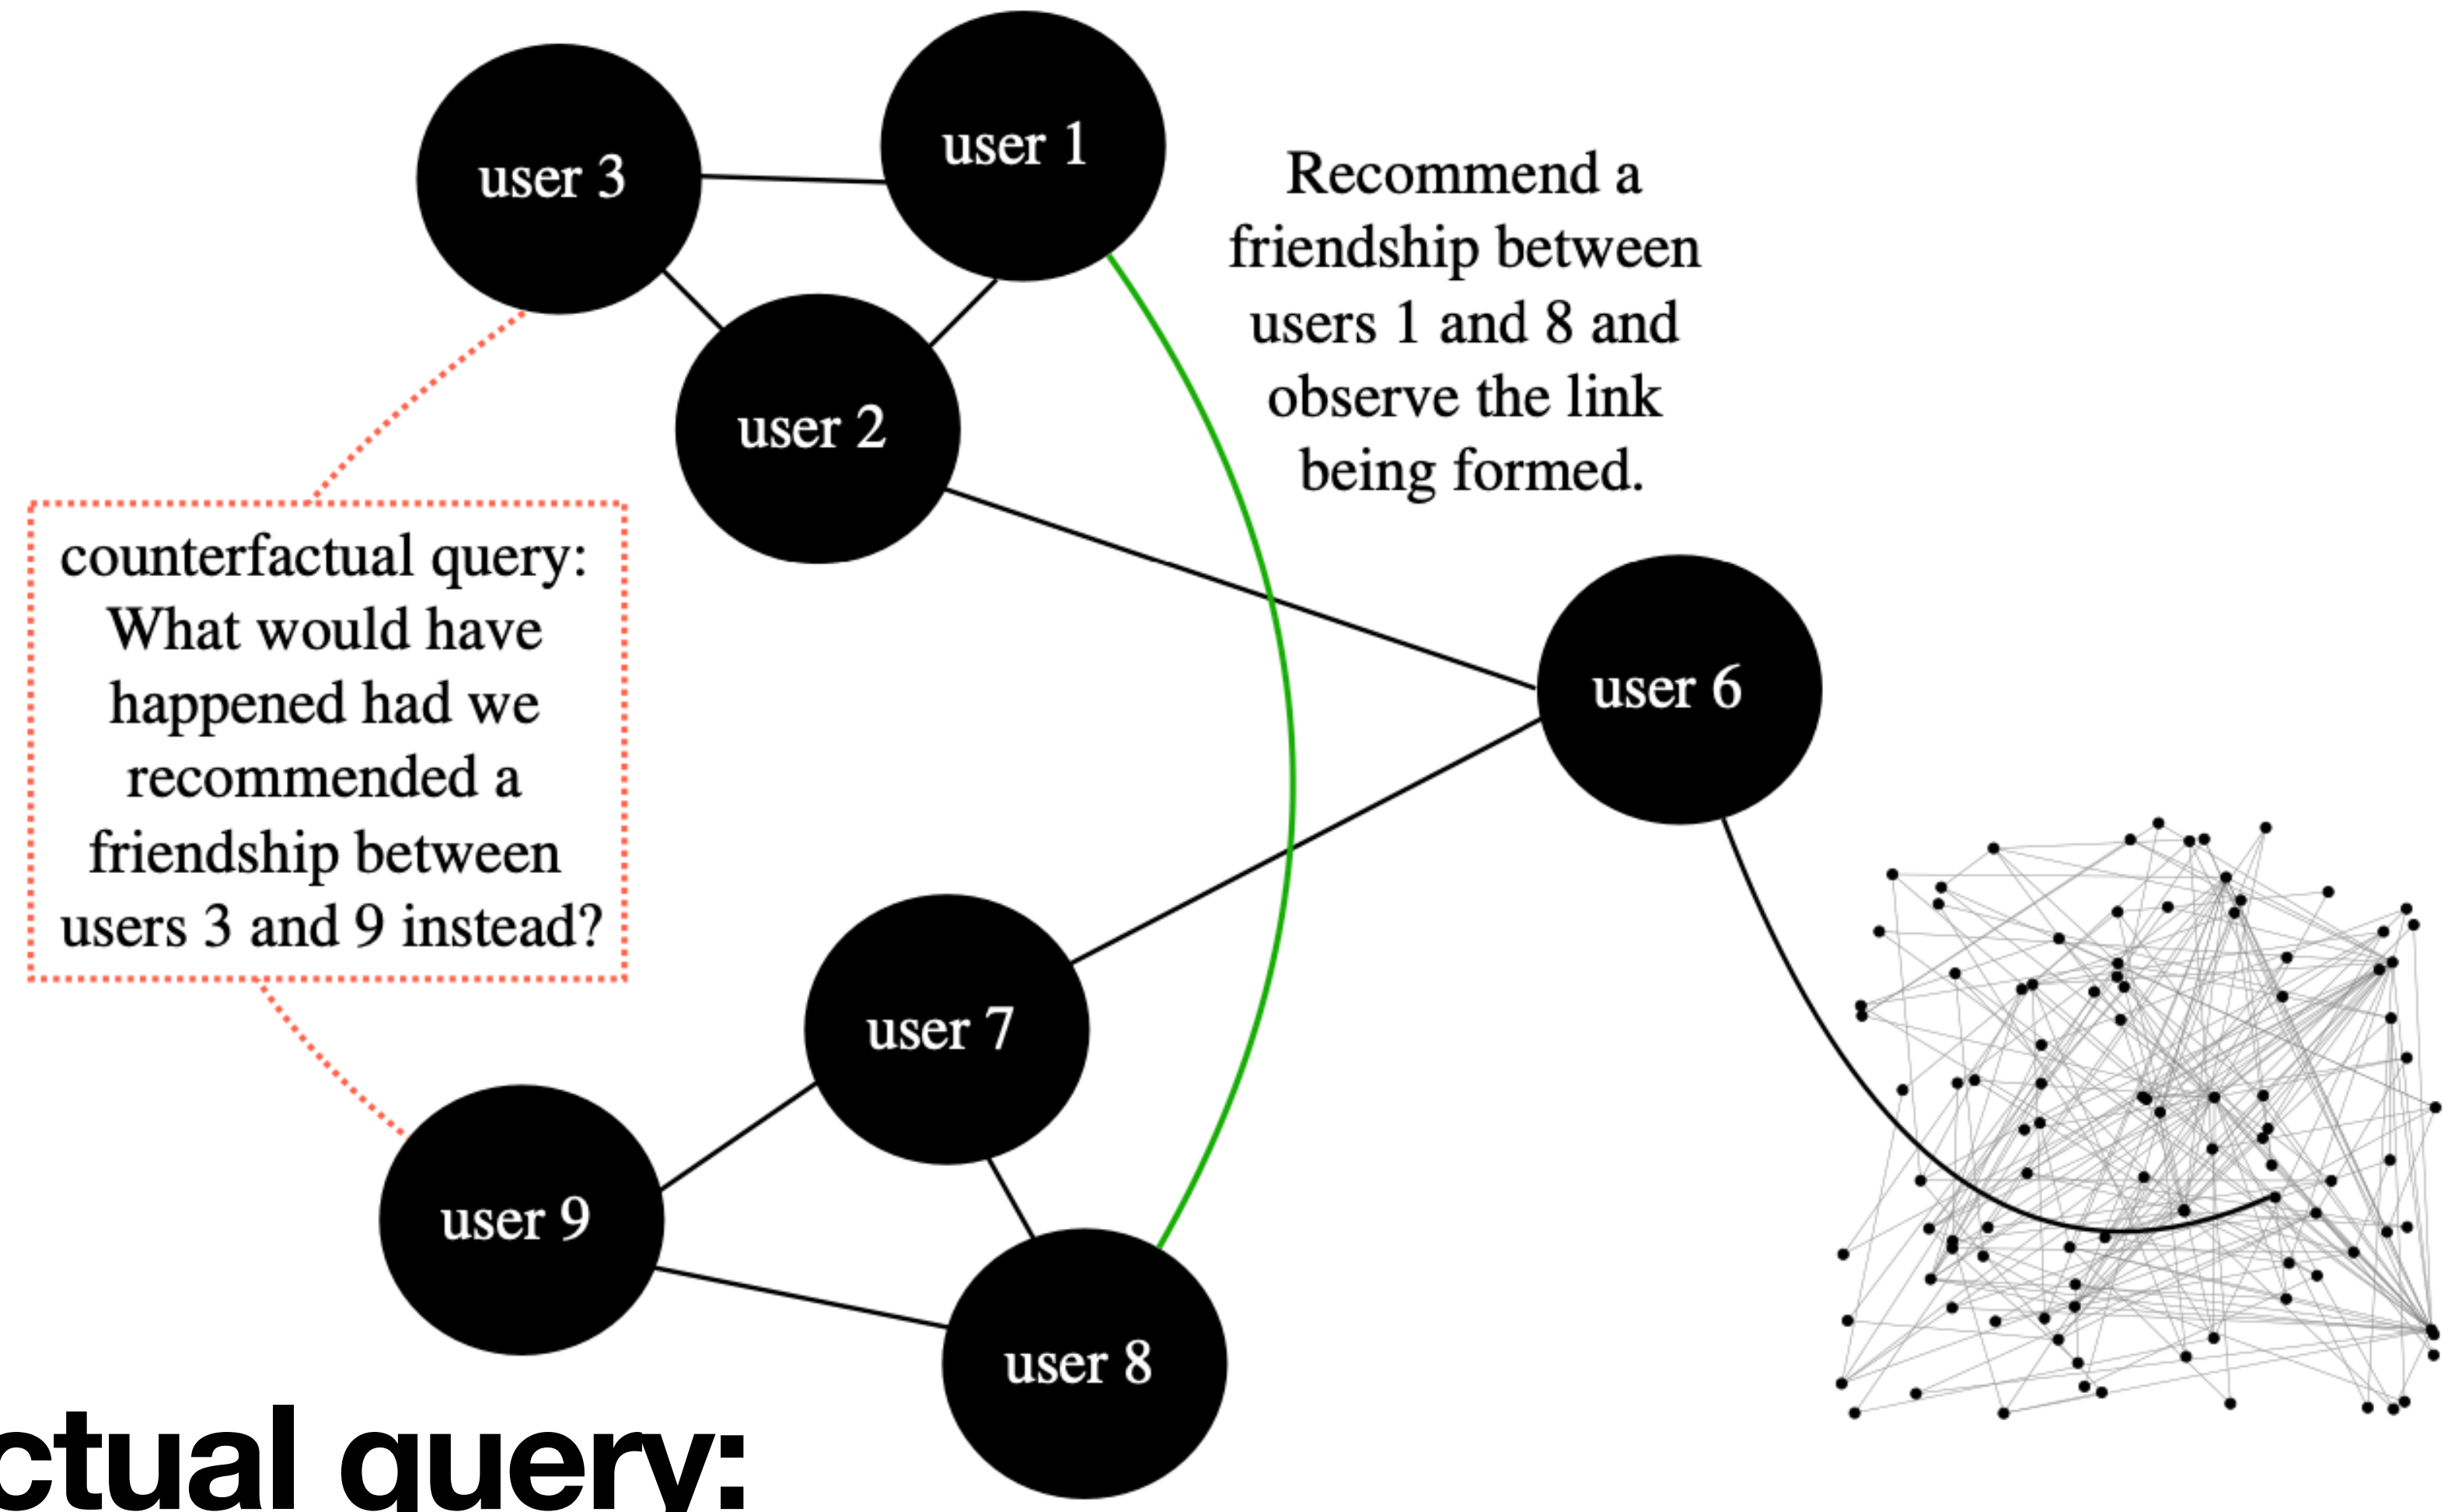 user 3
user 1
Recommend a
friendship between
users 1 and 8 and
observe the link
being formed.
user 2
counterfactual query:
What would have
happened had we
recommended a
friendship between
users 3 and 9 instead?
user 6
user 7
user 9
user 8
ctual query: